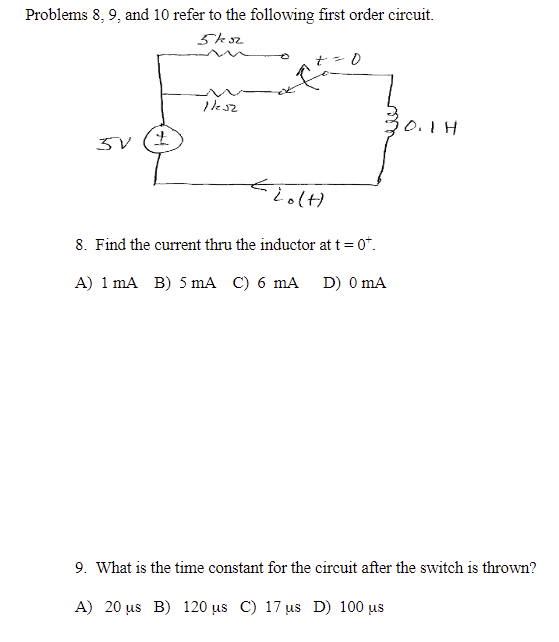 Problems 8, 9, and 10 refer to the following first order circuit.
5kΩ
t = 0
1kΩ
0.1 H
5V
+
i₀(t)
8. Find the current thru the inductor at t = 0⁺.
A) 1 mA B) 5 mA C) 6 mA D) 0 mA
9. What is the time constant for the circuit after the switch is thrown?
A) 20 μs B) 120 μs C) 17 μs D) 100 μs